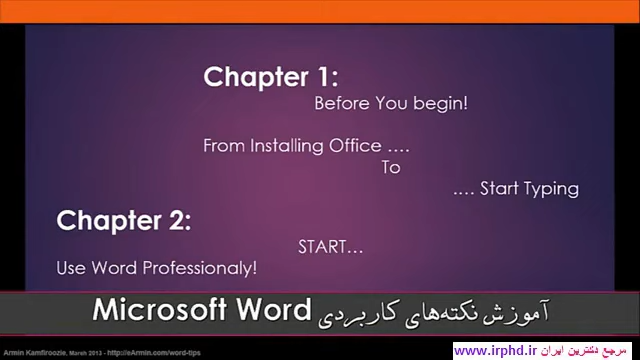 Chapter 1:
Before You begin!
From Installing Office ....
To
.... Start Typing
Chapter 2:
START...
Use Word Professionaly!
آموزش نکته‌های کاربردی Microsoft Word
Armin Kamfiroozie, March 2013 - http://eArmin.com/word-tips
مرجع دکترین ایران www.irphd.ir